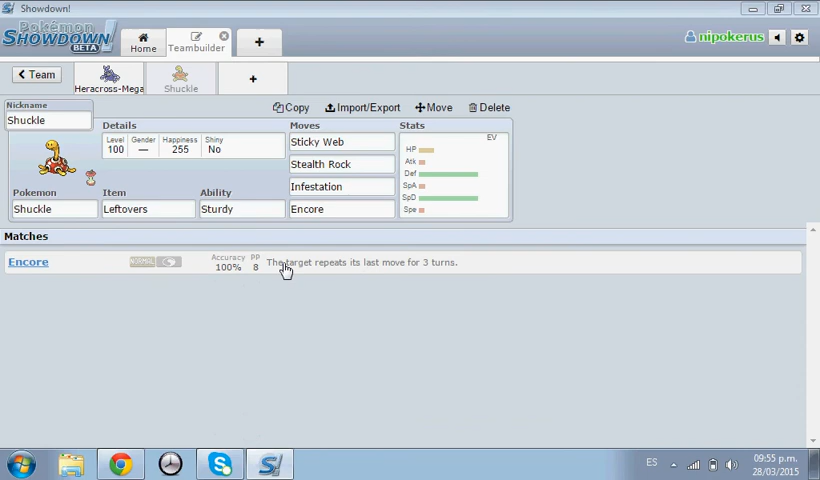 Showdown!
Pokémon
SHOWDOWN!
BETA
Home
Teambuilder
+
nipokerus
Team
Heracross-Mega
Shuckle
+
Nickname
Shuckle
Copy
Import/Export
Move
Delete
Details
Level
100
Gender
—
Happiness
255
Shiny
No
Pokemon
Shuckle
Item
Leftovers
Ability
Sturdy
Moves
Sticky Web
Stealth Rock
Infestation
Encore
Stats
EV
HP
Atk
Def
SpA
SpD
Spe
Matches
Encore
NORMAL
Accuracy
100%
PP
8
The target repeats its last move for 3 turns.
ES
09:55 p.m.
28/03/2015